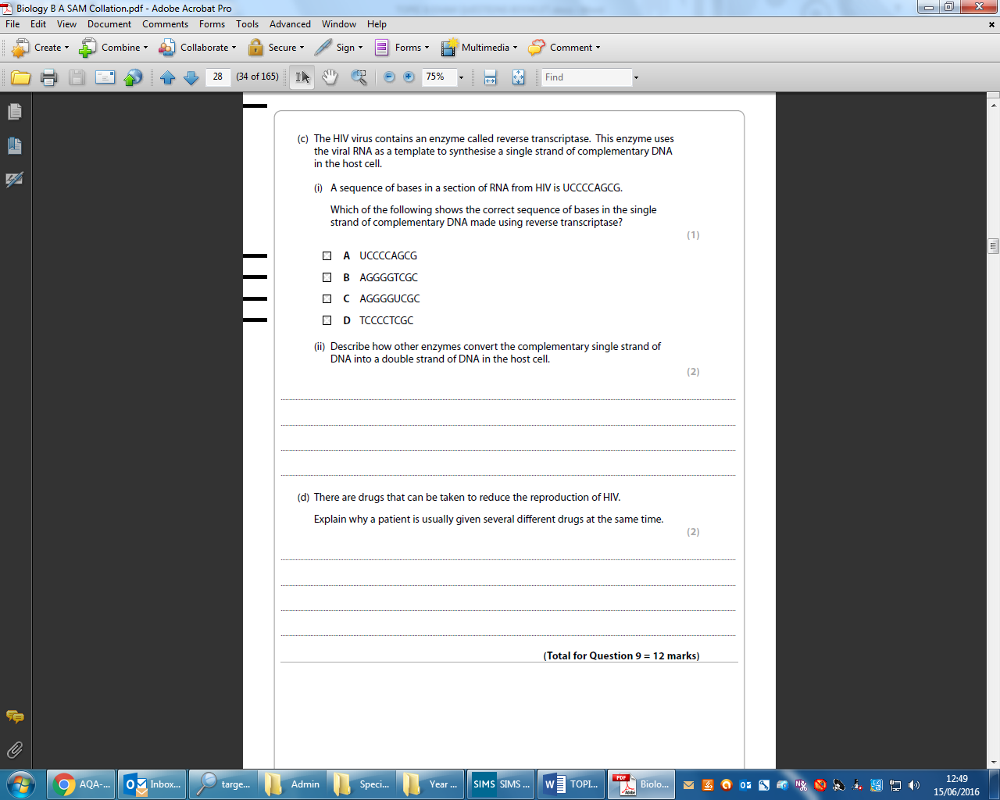 Biology B A SAM Collation.pdf - Adobe Acrobat Pro
File Edit View Document Comments Forms Tools Advanced Window Help
Create Combine Collaborate Secure Sign Forms Multimedia Comment
28 (34 of 165) 75% Find
(c) The HIV virus contains an enzyme called reverse transcriptase. This enzyme uses
the viral RNA as a template to synthesise a single strand of complementary DNA
in the host cell.
(i) A sequence of bases in a section of RNA from HIV is UCCCCAGCG.
Which of the following shows the correct sequence of bases in the single
strand of complementary DNA made using reverse transcriptase?
(1)
A UCCCCAGCG
B AGGGGTCGC
C AGGGGUCGC
D TCCCCTCGC
(ii) Describe how other enzymes convert the complementary single strand of
DNA into a double strand of DNA in the host cell.
(2)
(d) There are drugs that can be taken to reduce the reproduction of HIV.
Explain why a patient is usually given several different drugs at the same time.
(2)
(Total for Question 9 = 12 marks)
AQA-... Inbox... targe... Admin Speci... Year ... SIMS SIMS ... TOPI... PDF Biolo... 12:49
15/06/2016